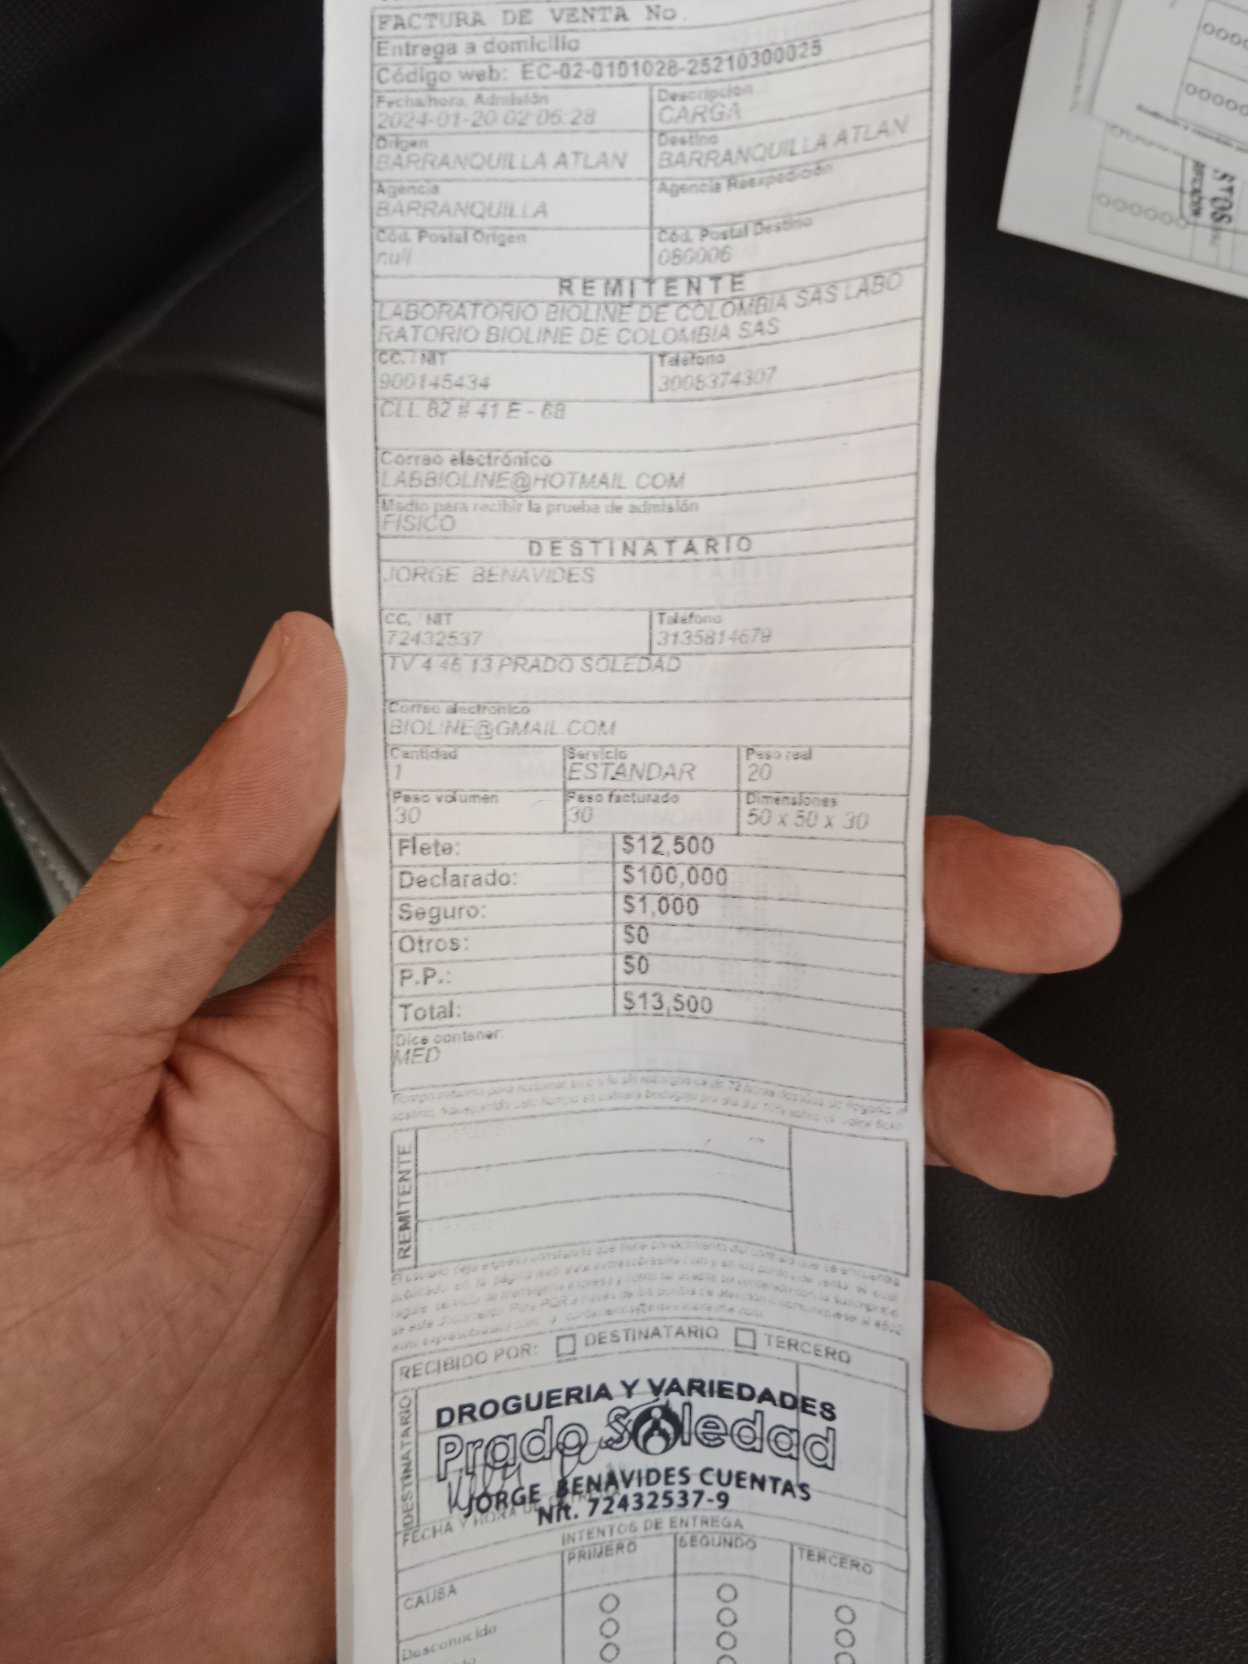 FACTURA DE VENTA No.
Entrega a domicilio
Código web: EC-02-0101028-25210300025
Fecha/hora, Admisión Descripción
2024-01-20 02:06:28 CARGA
Origen Destino
BARRANQUILLA ATLAN BARRANQUILLA ATLAN
Agencia Agencia Reexpedición
BARRANQUILLA
Cód. Postal Origen Cód. Postal Destino
null 080006
REMITENTE
LABORATORIO BIOLINE DE COLOMBIA SAS LABO
RATORIO BIOLINE DE COLOMBIA SAS
CC. / NIT Teléfono
900145434 3008374307
CLL 82 # 41 E - 68
Correo electrónico
LABBIOLINE@HOTMAIL.COM
Medio para recibir la prueba de admisión
FISICO
DESTINATARIO
JORGE BENAVIDES
CC. / NIT Teléfono
72432537 3135814679
TV 4 45 13 PRADO SOLEDAD
Correo electrónico
BIOLINE@GMAIL.COM
Cantidad Servicio Peso real
1 ESTANDAR 20
Peso volumen Peso facturado Dimensiones
30 30 50 x 50 x 30
Flete: $12,500
Declarado: $100,000
Seguro: $1,000
Otros: $0
P.P.: $0
Total: $13,500
Dice contener:
MED
REMITENTE
RECIBIDO POR: DESTINATARIO TERCERO
DESTINATARIO
DROGUERIA Y VARIEDADES
Prado Soledad
JORGE BENAVIDES CUENTAS
Nit. 72432537-9
FECHA Y HORA DE
INTENTOS DE ENTREGA
CAUSA PRIMERO SEGUNDO TERCERO
Desconocido